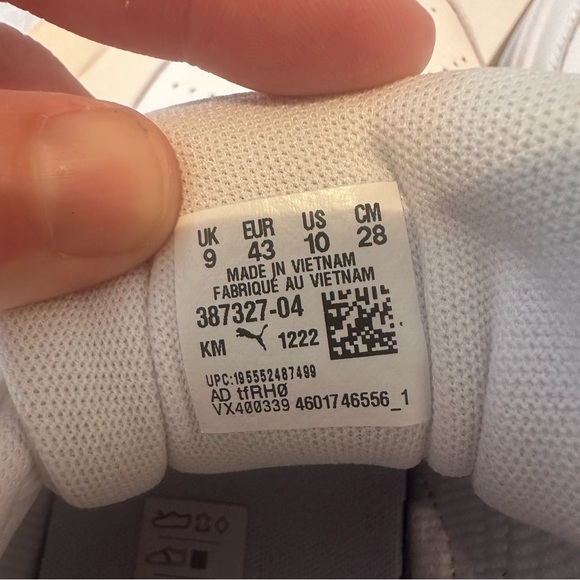 UK EUR US CM
9 43 10 28
MADE IN VIETNAM
FABRIQUÉ AU VIETNAM
387327-04
KM 1222
UPC:195552487499
AD tfRHØ
VX400339 4601746556_1